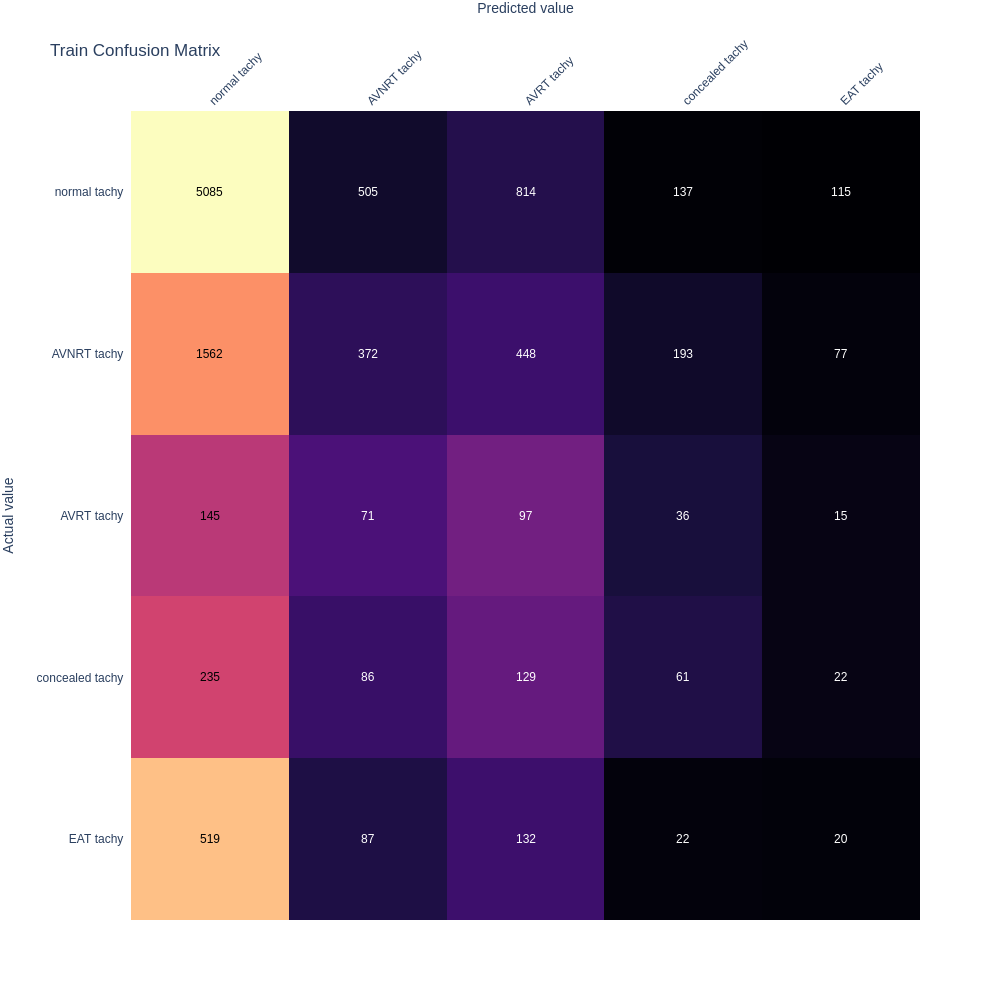 Predicted value
Train Confusion Matrix
normal tachy
AVNRT tachy
AVRT tachy
concealed tachy
EAT tachy
Actual value
normal tachy 5085 505 814 137 115
AVNRT tachy 1562 372 448 193 77
AVRT tachy 145 71 97 36 15
concealed tachy 235 86 129 61 22
EAT tachy 519 87 132 22 20